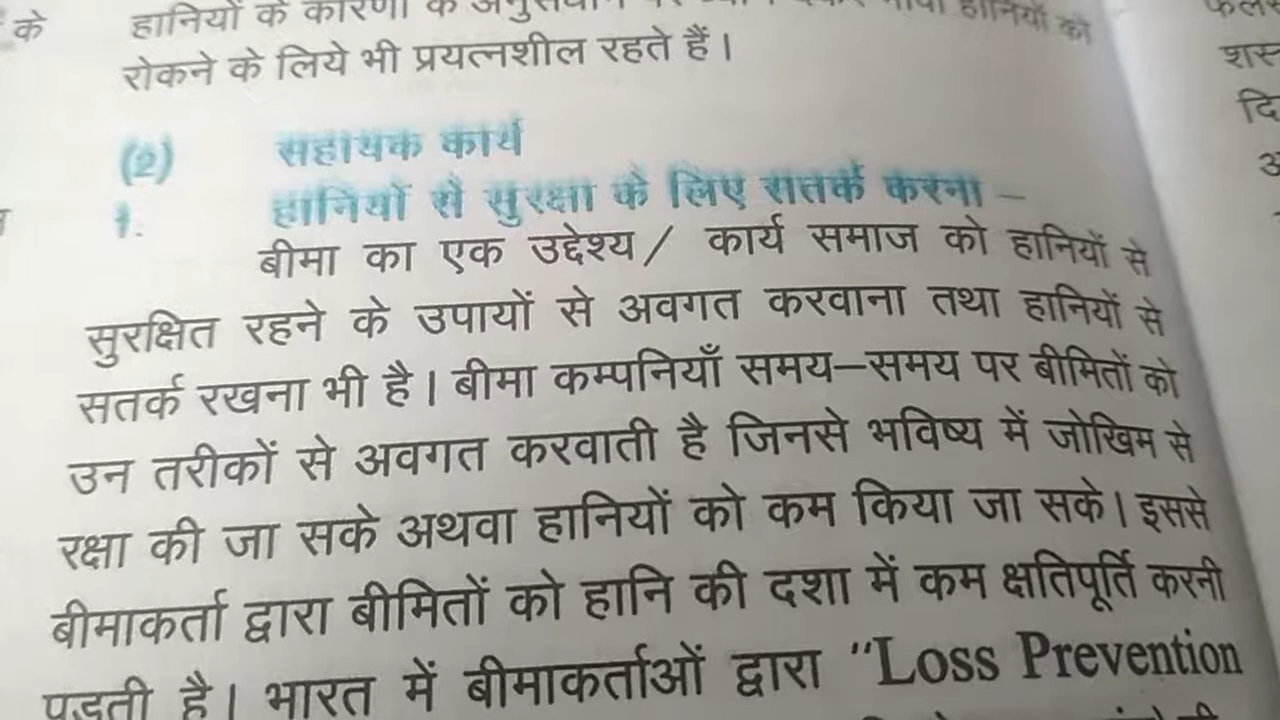 के
हानियों के कारणों के अनुसंधान पर ध्यान देकर भावी हानियों को
रोकने के लिये भी प्रयत्नशील रहते हैं।
(2) सहायक कार्य
1. हानियों से सुरक्षा के लिए सतर्क करना –
बीमा का एक उद्देश्य/ कार्य समाज को हानियों से
सुरक्षित रहने के उपायों से अवगत करवाना तथा हानियों से
सतर्क रखना भी है। बीमा कम्पनियाँ समय–समय पर बीमितों को
उन तरीकों से अवगत करवाती है जिनसे भविष्य में जोखिम से
रक्षा की जा सके अथवा हानियों को कम किया जा सके। इससे
बीमाकर्ता द्वारा बीमितों को हानि की दशा में कम क्षतिपूर्ति करनी
पड़ती है। भारत में बीमाकर्ताओं द्वारा "Loss Prevention